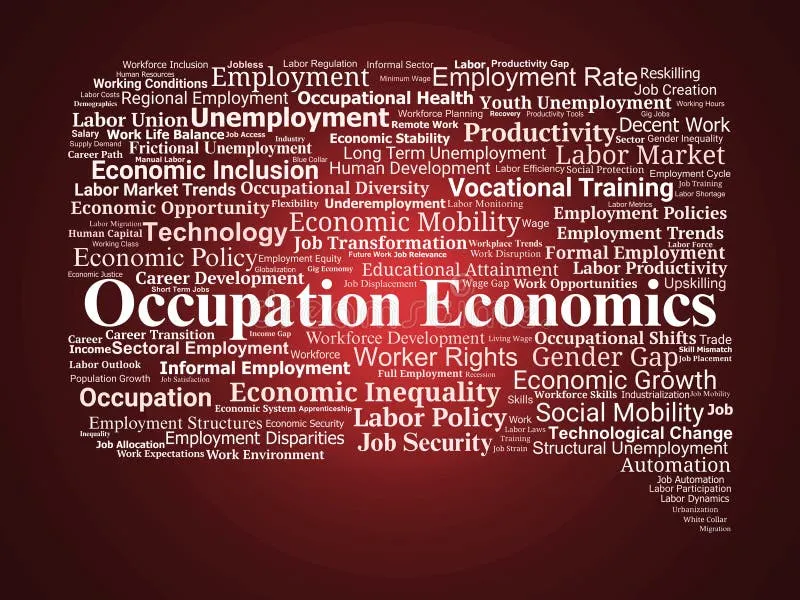 Workforce Inclusion Jobless Labor Regulation Informal Sector Labor Productivity Gap
Human Resources Employment Minimum Wage Employment Rate Reskilling
Working Conditions Job Creation
Labor Costs Regional Employment Occupational Health Youth Unemployment Working Hours
Demographics
Labor Union Unemployment Workforce Planning Recovery Productivity Tools Gig Jobs
Salary Work Life Balance Job Access Industry Remote Work Productivity Decent Work
Supply Demand Frictional Unemployment Economic Stability Sector Gender Inequality
Career Path Manual Labor Blue Collar Long Term Unemployment Labor Market
Economic Inclusion Human Development Labor Efficiency Social Protection Employment Cycle
Labor Market Trends Occupational Diversity Vocational Training Job Training
Labor Shortage
Economic Opportunity Flexibility Underemployment Labor Monitoring Labor Metrics
Labor Migration Economic Mobility Wage Employment Policies
Human Capital Technology Employment Trends
Working Class Job Transformation Workplace Trends Labor Force
Economic Policy Employment Equity Future Work Job Relevance Work Disruption Formal Employment
Economic Justice Globalization Gig Economy Educational Attainment Labor Productivity
Career Development Job Displacement Wage Gap Work Opportunities Upskilling
Short Term Jobs
Occupation Economics
Career Career Transition Income Gap Workforce Development Living Wage Occupational Shifts Trade
Income Sectoral Employment Workforce Worker Rights Gender Gap Skill Mismatch
Labor Outlook Informal Employment Job Placement
Population Growth Job Satisfaction Full Employment Recession Economic Growth
Occupation Economic Inequality Skills Workforce Skills Industrialization Job Mobility
Economic System Apprenticeship Social Mobility Job
Employment Structures Economic Security Labor Policy Work
Inequality Employment Disparities Labor Laws Technological Change
Job Allocation Job Security Training
Work Expectations Work Environment Job Strain Structural Unemployment
Automation
Job Automation
Labor Participation
Labor Dynamics
Urbanization
White Collar
Migration